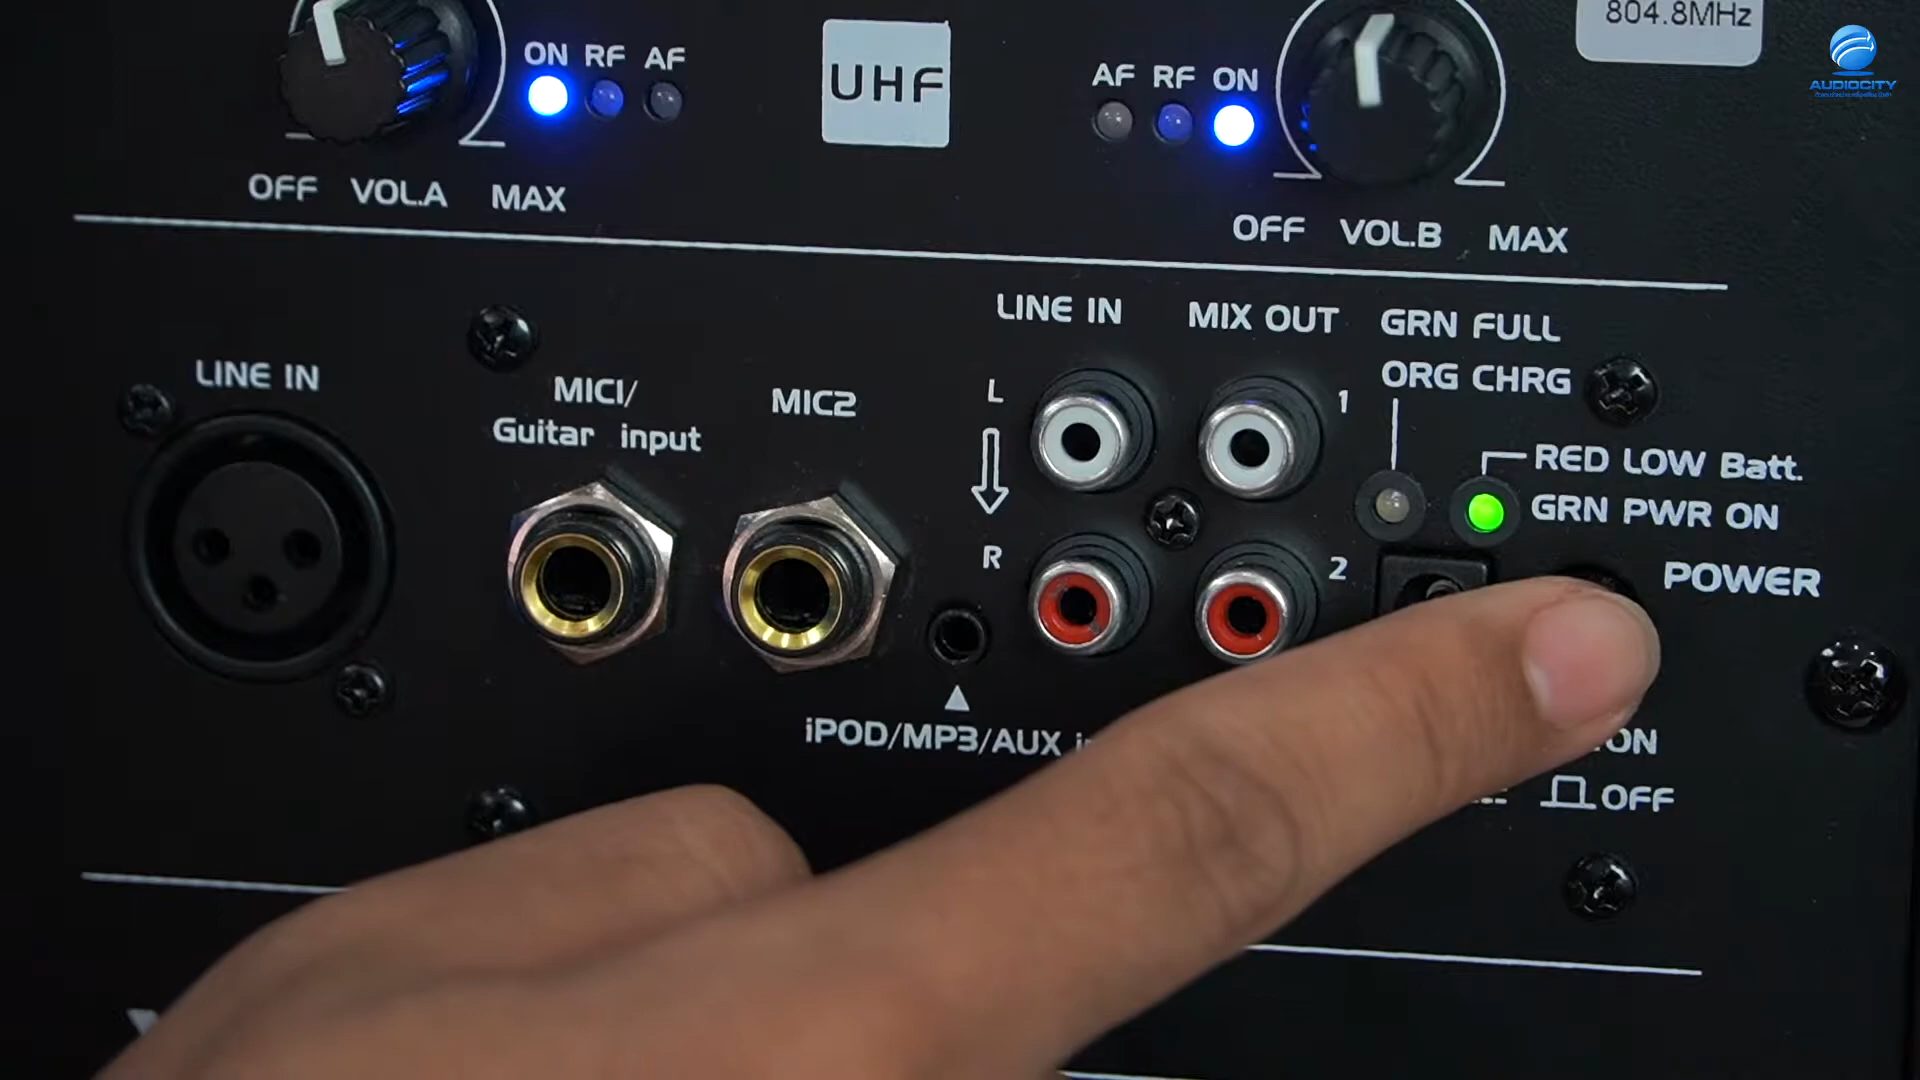 804.8MHz
AUDIOCITY
ON RF AF
UHF
AF RF ON
OFF VOL.A MAX
OFF VOL.B MAX
LINE IN
MIX OUT
GRN FULL
ORG CHRG
LINE IN
MIC1/
Guitar input
MIC2
L
1
RED LOW Batt.
GRN PWR ON
R
2
POWER
iPOD/MP3/AUX
ON
OFF